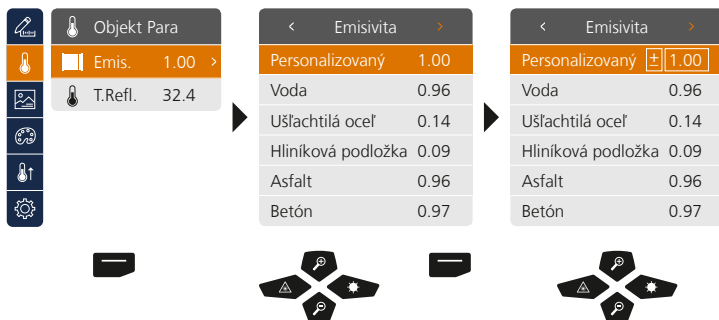 Objekt Para
Emis. 1.00 >
T.Refl. 32.4
< Emisivita >
Personalizovaný 1.00
Voda 0.96
Ušľachtilá oceľ 0.14
Hliníková podložka 0.09
Asfalt 0.96
Betón 0.97
< Emisivita >
Personalizovaný ± 1.00
Voda 0.96
Ušľachtilá oceľ 0.14
Hliníková podložka 0.09
Asfalt 0.96
Betón 0.97